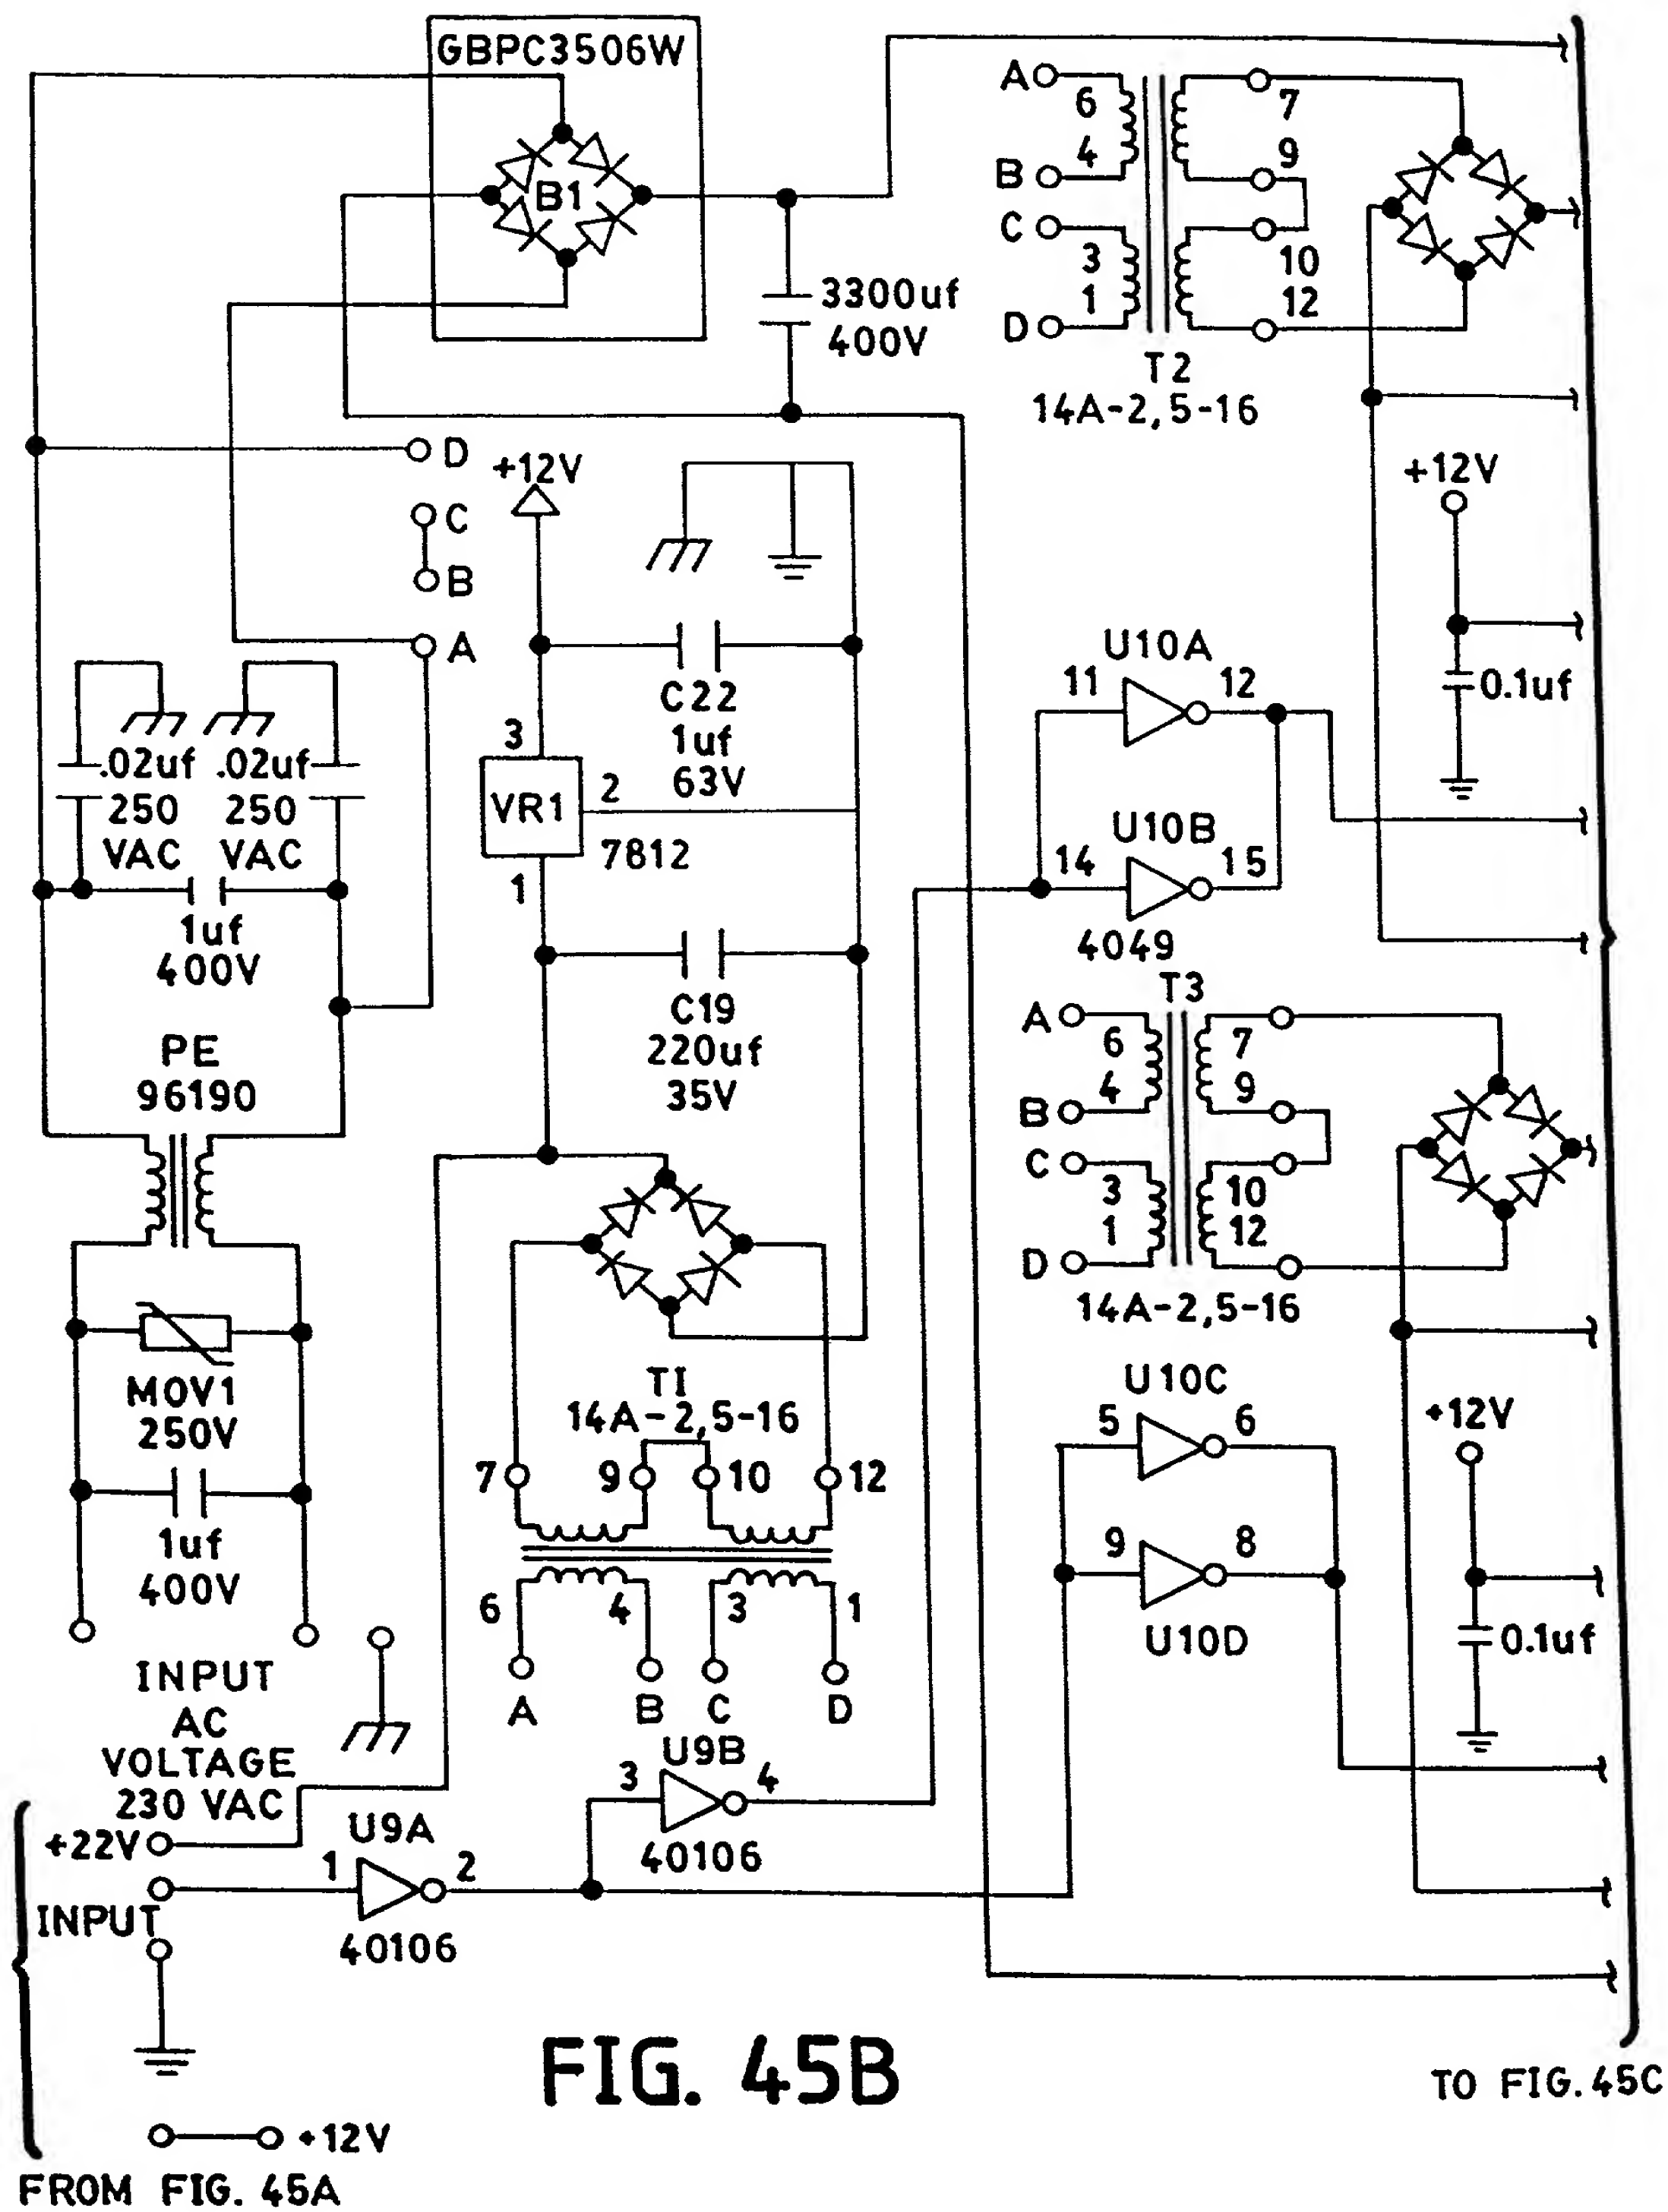 GBPC3506W
B1
3300uf
400V
A
6
7
4
9
B
C
3
10
1
12
D
T2
14A-2,5-16
D
+12V
C
B
A
+12V
0.1uf
C22
1uf
63V
3
VR1
2
7812
1
.02uf
250
VAC
.02uf
250
VAC
1uf
400V
U10A
11
12
U10B
14
15
4049
C19
220uf
35V
PE
96190
T3
A
6
7
4
9
B
C
3
10
1
12
D
14A-2,5-16
MOV1
250V
1uf
400V
TI
14A-2,5-16
7
9
10
12
6
4
3
1
A
B
C
D
U10C
5
6
9
8
U10D
+12V
0.1uf
INPUT
AC
VOLTAGE
230 VAC
U9B
3
4
40106
+22V
U9A
1
2
40106
INPUT
+12V
FROM FIG. 45A
FIG. 45B
TO FIG. 45C